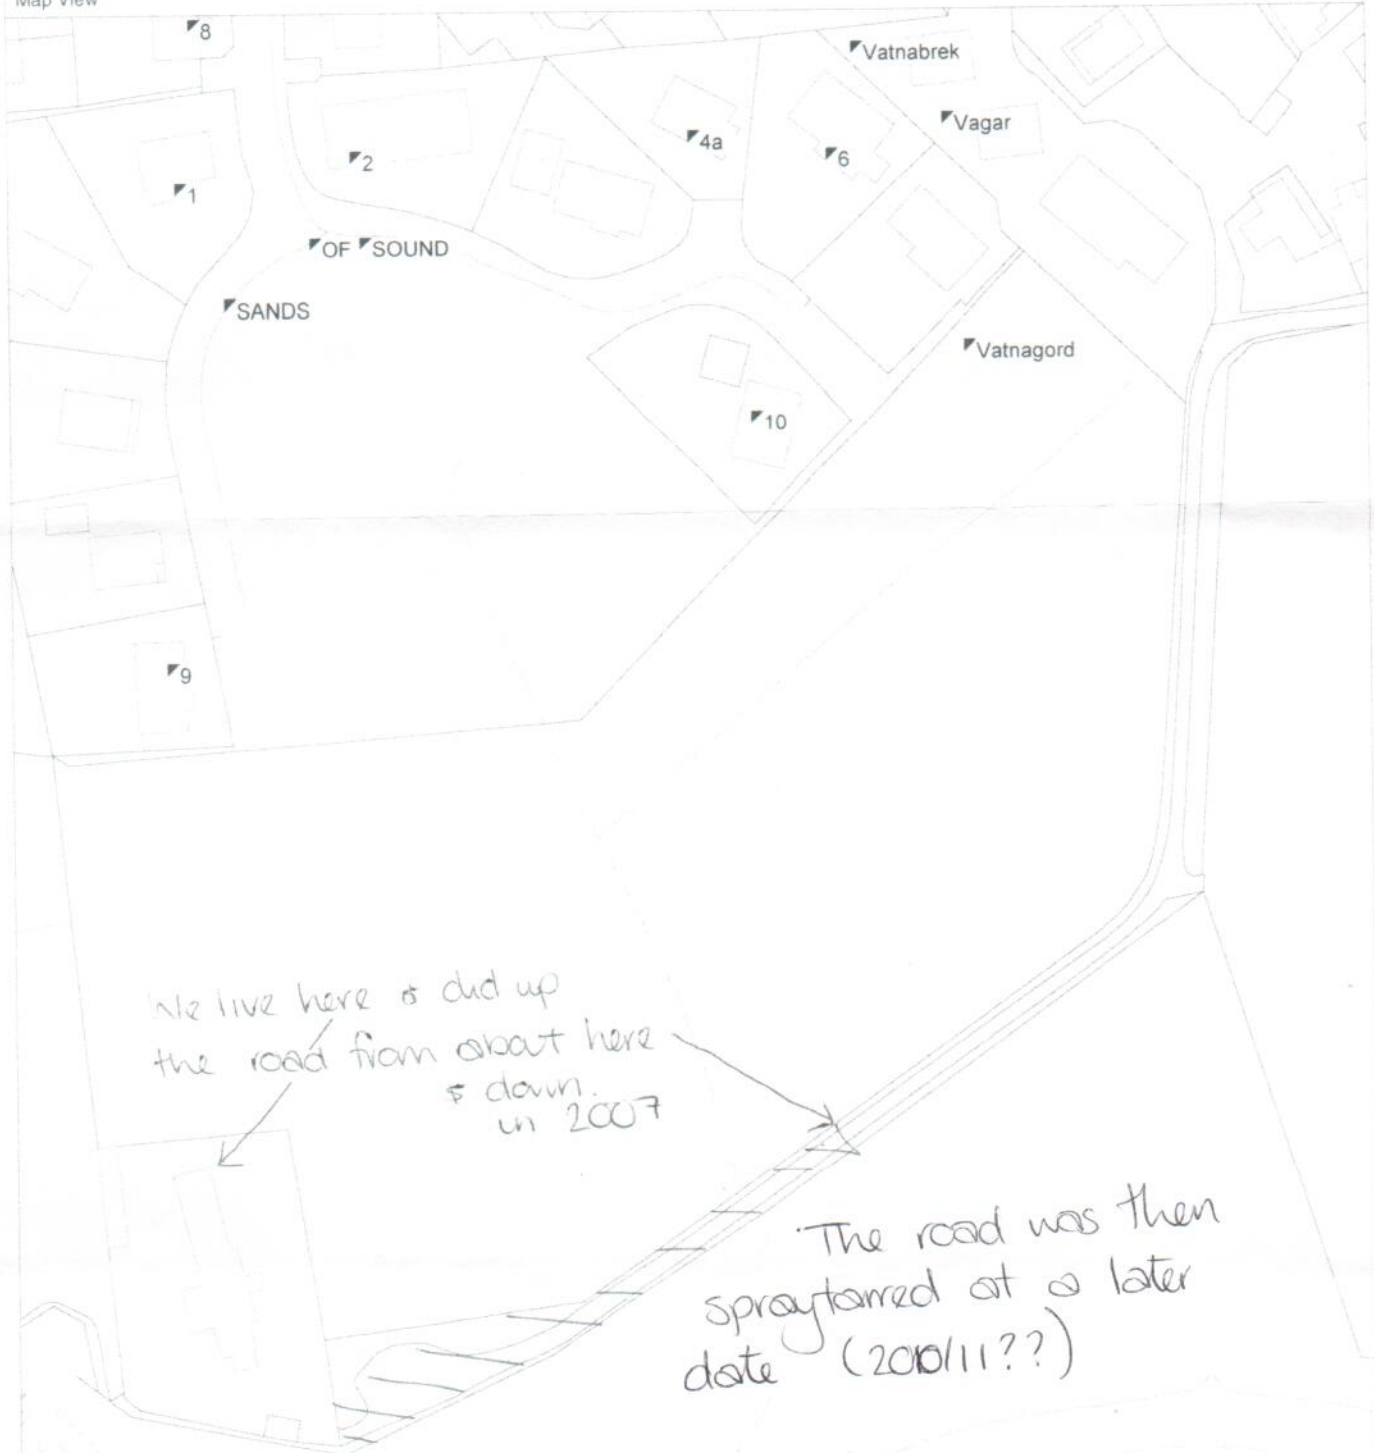 Map View
8
Vatnabrek
Vagar
4a
6
2
1
OF SOUND
SANDS
Vatnagord
10
9
We live here & did up
the road from about here
& down.
in 2007
The road was then
spraytarred at a later
date (2010/11??)